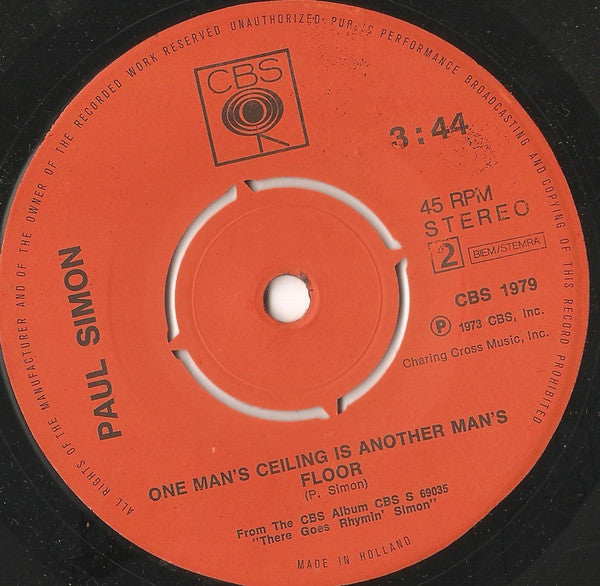 ALL RIGHTS OF THE MANUFACTURER AND OF THE OWNER OF THE RECORDED WORK RESERVED UNAUTHORIZED PUBLIC PERFORMANCE BROADCASTING AND COPYING OF THIS RECORD PROHIBITED
CBS
3:44
45 RPM
STEREO
2 BIEM/STEMRA
CBS 1979
℗ 1973 CBS, Inc.
Charing Cross Music, Inc.
PAUL SIMON
ONE MAN'S CEILING IS ANOTHER MAN'S
FLOOR
(P. Simon)
From The CBS Album CBS S 69035
"There Goes Rhymin' Simon"
MADE IN HOLLAND